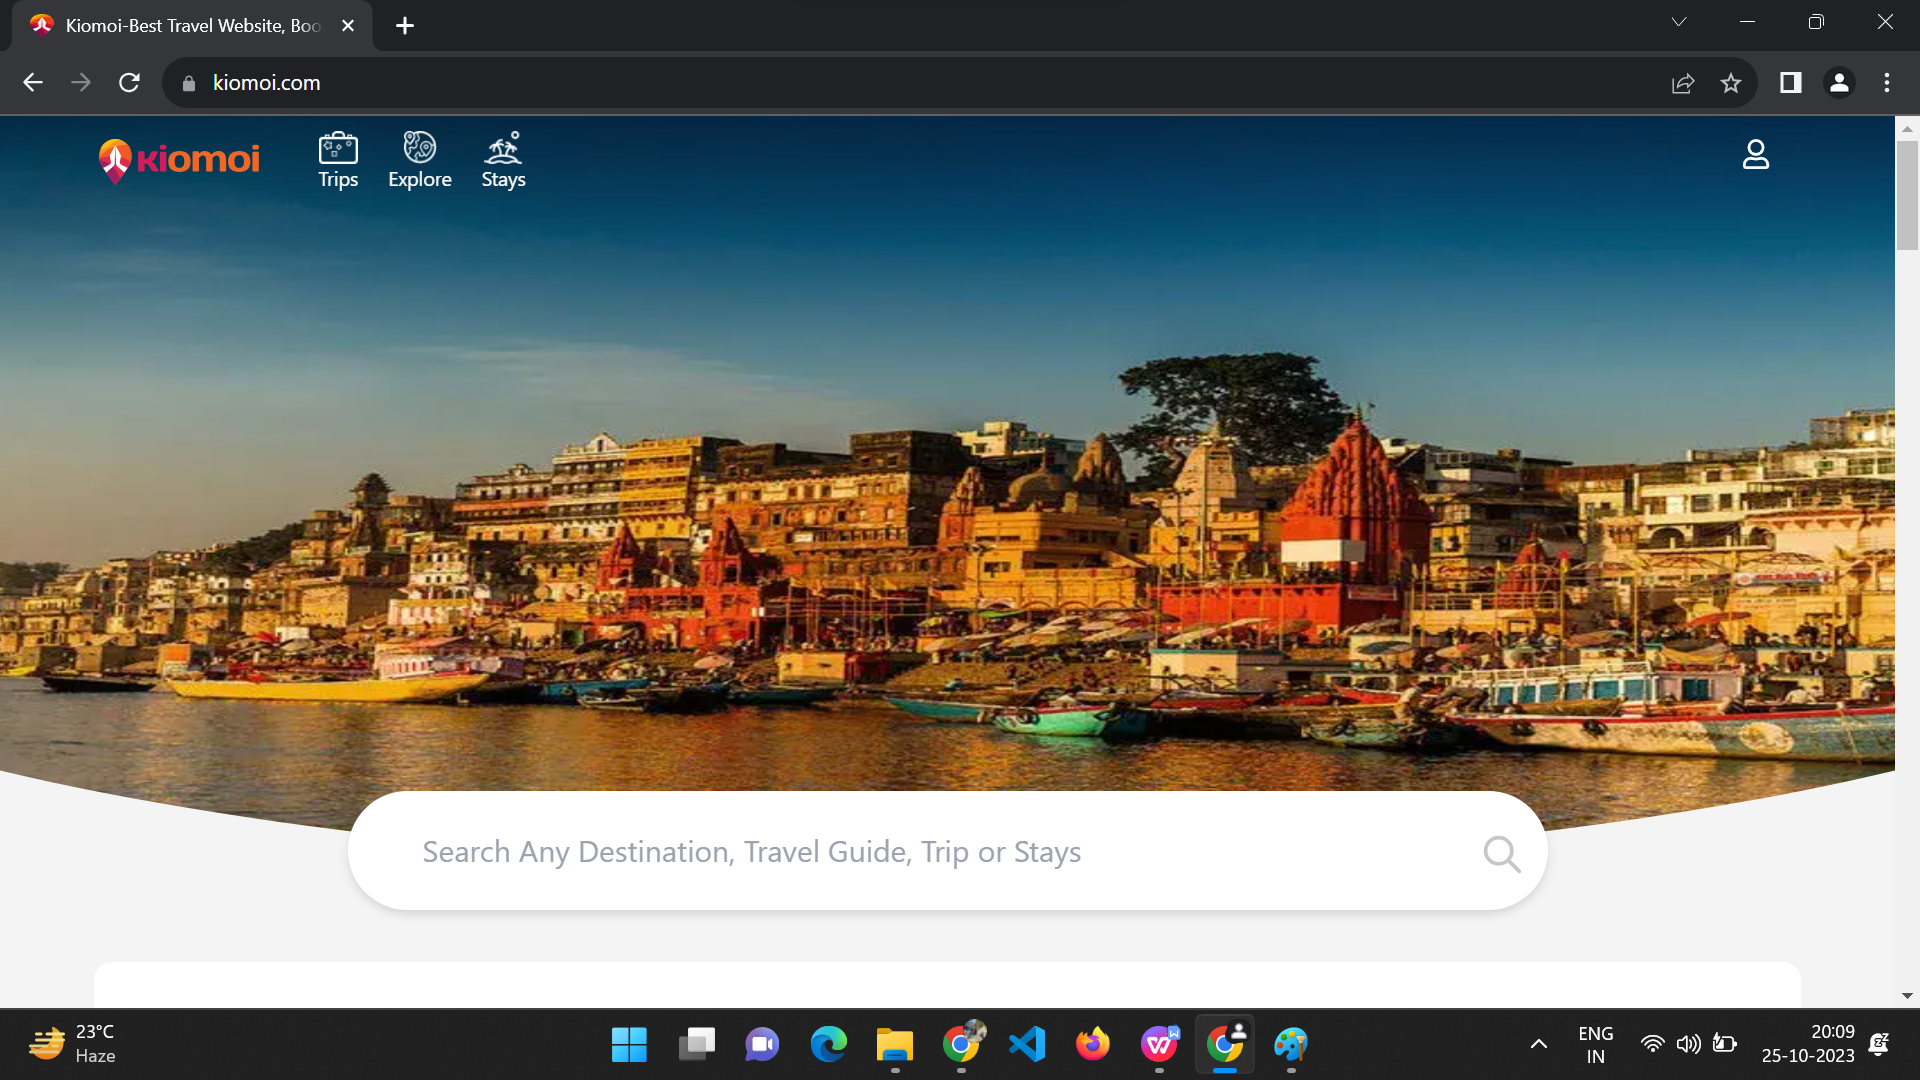 Kiomoi-Best Travel Website, Boo
kiomoi.com
kiomoi
Trips
Explore
Stays
Search Any Destination, Travel Guide, Trip or Stays
23°C
Haze
ENG
IN
20:09
25-10-2023